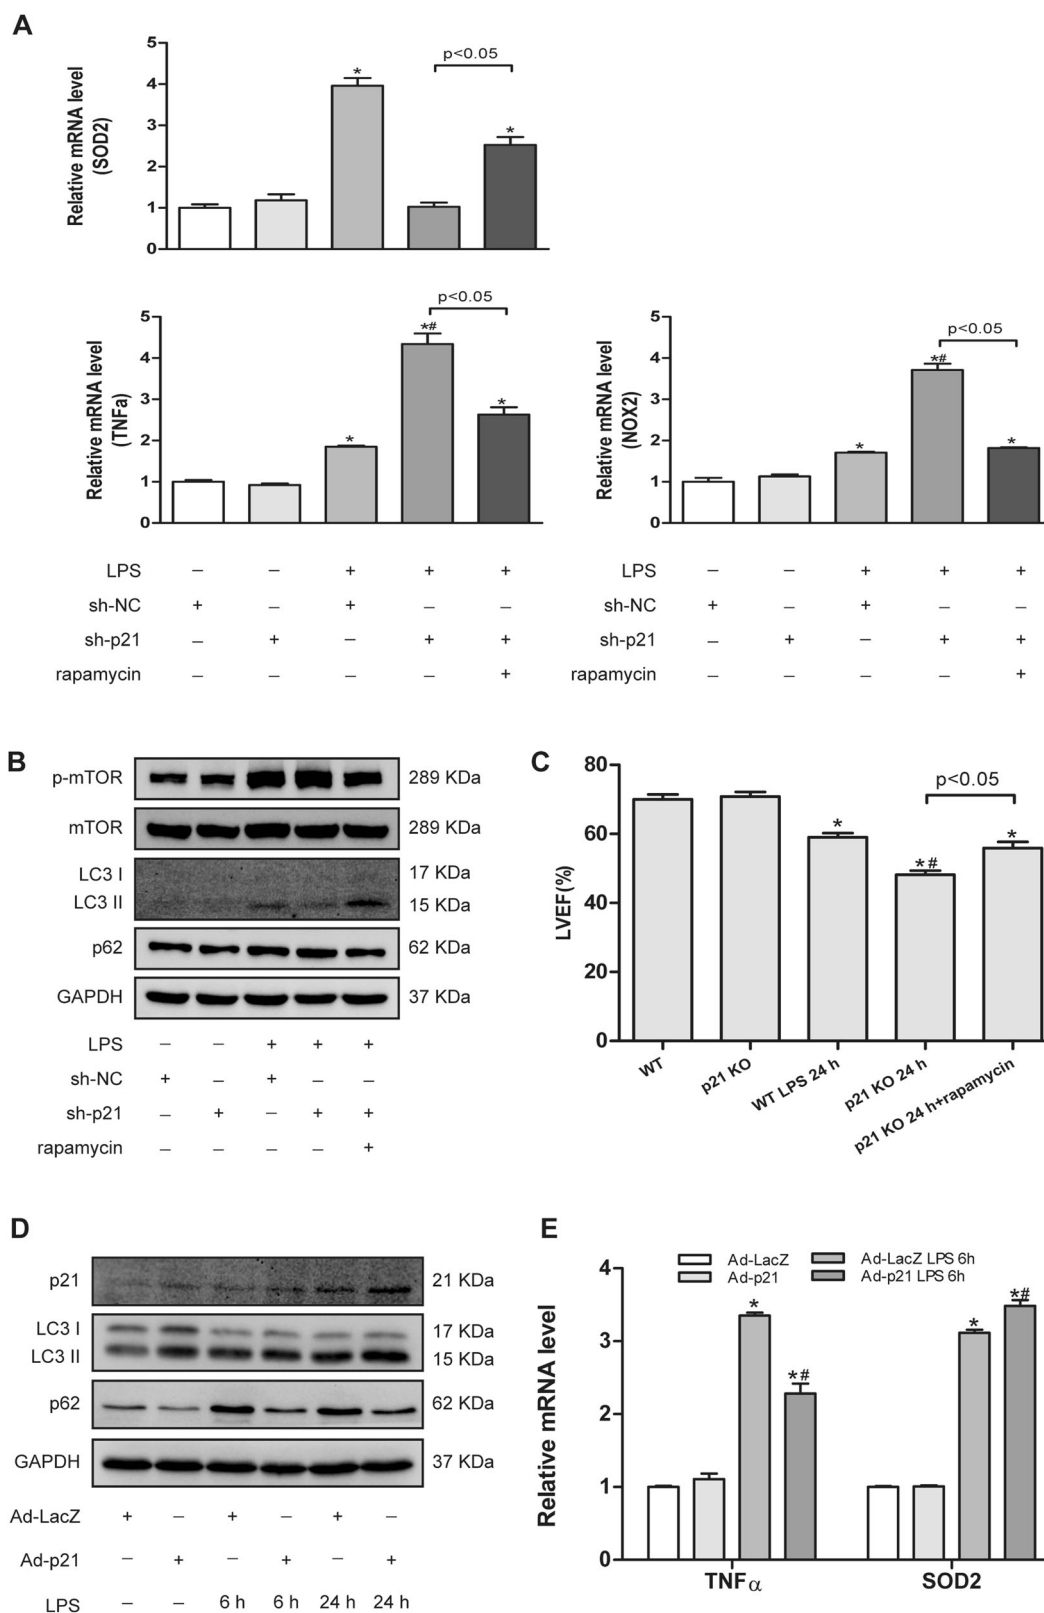 A
Relative mRNA level
(SOD2)
5
4
3
2
1
0
*
p<0.05
*
Relative mRNA level
(TNFa)
5
4
3
2
1
0
*
*#
p<0.05
*
Relative mRNA level
(NOX2)
5
4
3
2
1
0
*
*#
p<0.05
*
LPS – – + + +
sh-NC + – + – –
sh-p21 – + – + +
rapamycin – – – – +
LPS – – + + +
sh-NC + – + – –
sh-p21 – + – + +
rapamycin – – – – +
B
p-mTOR 289 KDa
mTOR 289 KDa
LC3 I 17 KDa
LC3 II 15 KDa
p62 62 KDa
GAPDH 37 KDa
LPS – – + + +
sh-NC + – + – –
sh-p21 – + – + +
rapamycin – – – – +
C
LVEF(%)
80
60
40
20
0
*
*#
p<0.05
*
WT
p21 KO
WT LPS 24 h
p21 KO 24 h
p21 KO 24 h+rapamycin
D
p21 21 KDa
LC3 I 17 KDa
LC3 II 15 KDa
p62 62 KDa
GAPDH 37 KDa
Ad-LacZ + – + – + –
Ad-p21 – + – + – +
LPS – – 6 h 6 h 24 h 24 h
E
Ad-LacZ Ad-LacZ LPS 6h
Ad-p21 Ad-p21 LPS 6h
Relative mRNA level
4
3
2
1
0
*
*#
*
*#
TNFα SOD2